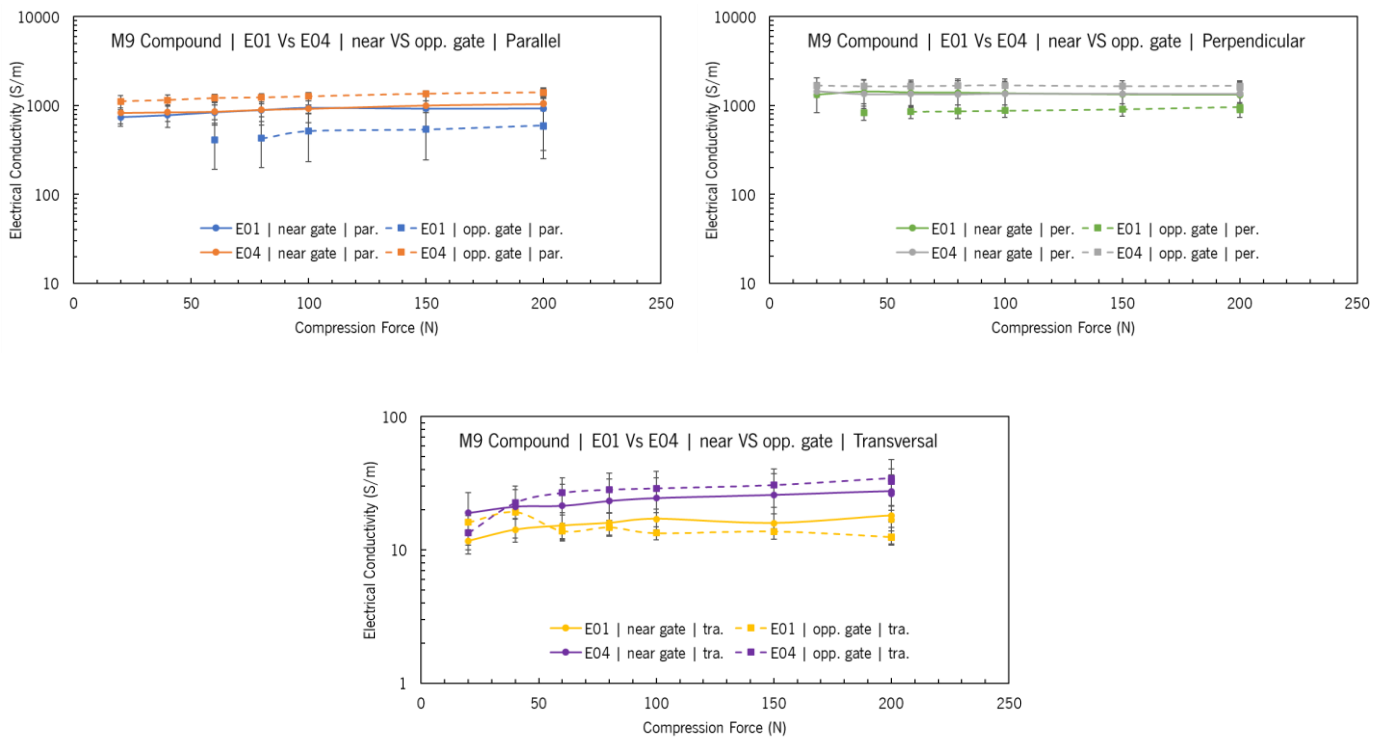 M9 Compound | E01 Vs E04 | near VS opp. gate | Parallel
Electrical Conductivity (S/m)
10000
1000
100
10
E01 | near gate | par.
E01 | opp. gate | par.
E04 | near gate | par.
E04 | opp. gate | par.
0
50
100
150
200
250
Compression Force (N)
M9 Compound | E01 Vs E04 | near VS opp. gate | Perpendicular
Electrical Conductivity (S/m)
10000
1000
100
10
E01 | near gate | per.
E01 | opp. gate | per.
E04 | near gate | per.
E04 | opp. gate | per.
0
50
100
150
200
250
Compression Force (N)
M9 Compound | E01 Vs E04 | near VS opp. gate | Transversal
Electrical Conductivity (S/m)
100
10
1
E01 | near gate | tra.
E01 | opp. gate | tra.
E04 | near gate | tra.
E04 | opp. gate | tra.
0
50
100
150
200
250
Compression Force (N)